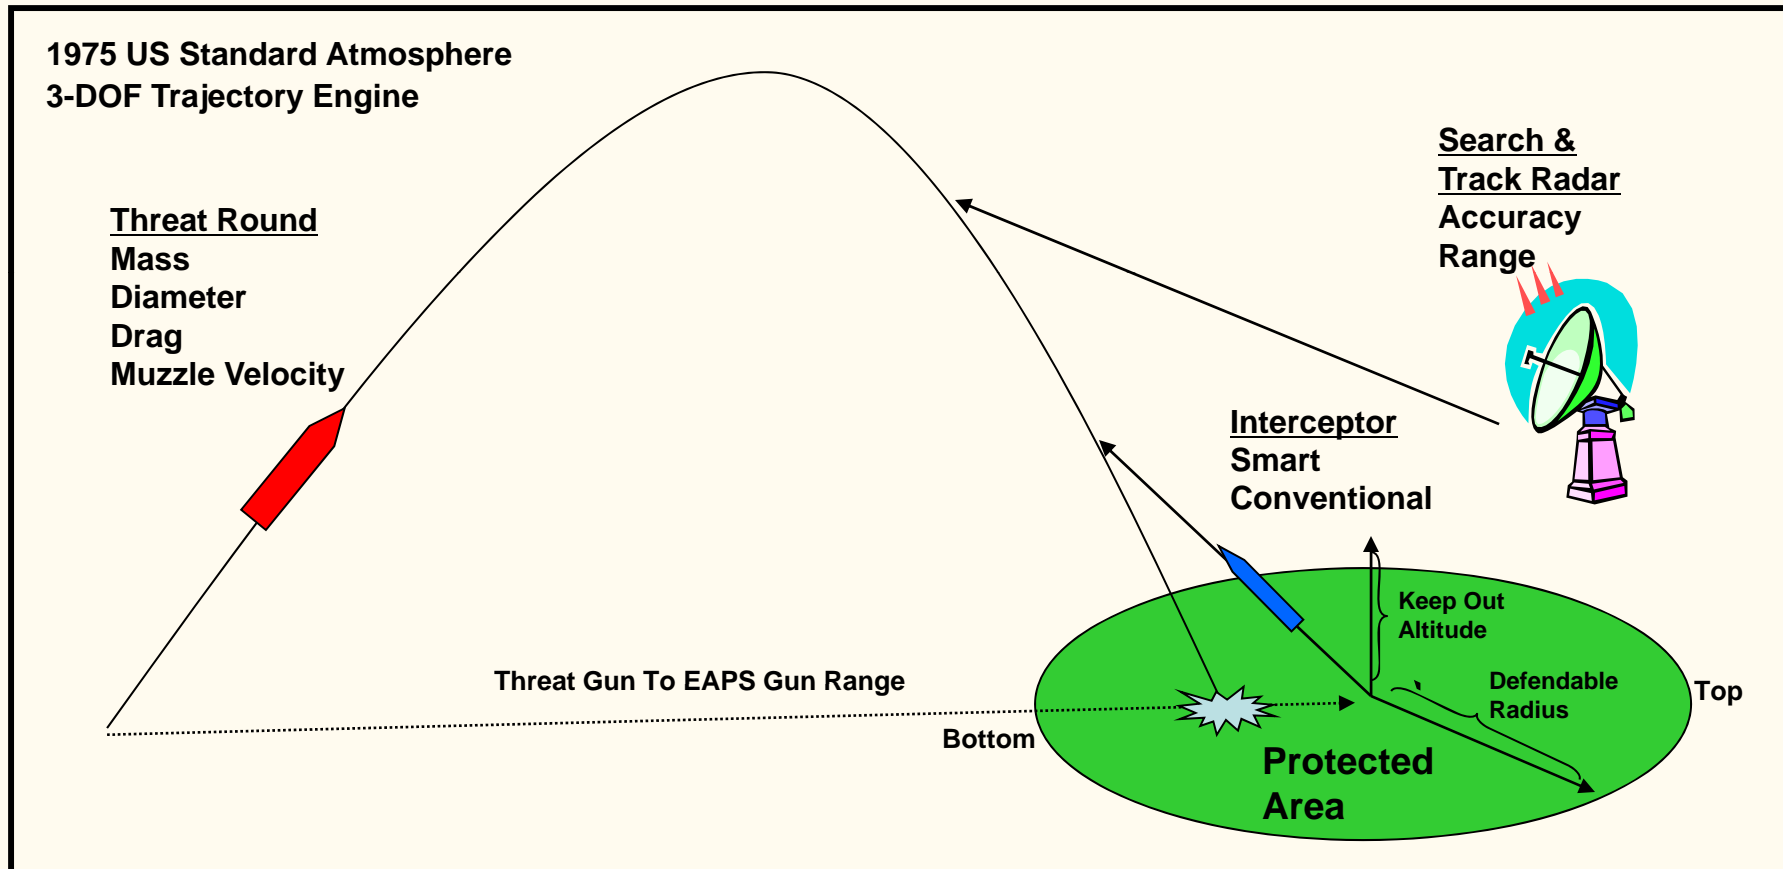 1975 US Standard Atmosphere
3-DOF Trajectory Engine
Threat Round
Mass
Diameter
Drag
Muzzle Velocity
Search &
Track Radar
Accuracy
Range
Interceptor
Smart
Conventional
Keep Out
Altitude
Defendable
Radius
Top
Threat Gun To EAPS Gun Range
Bottom
Protected
Area